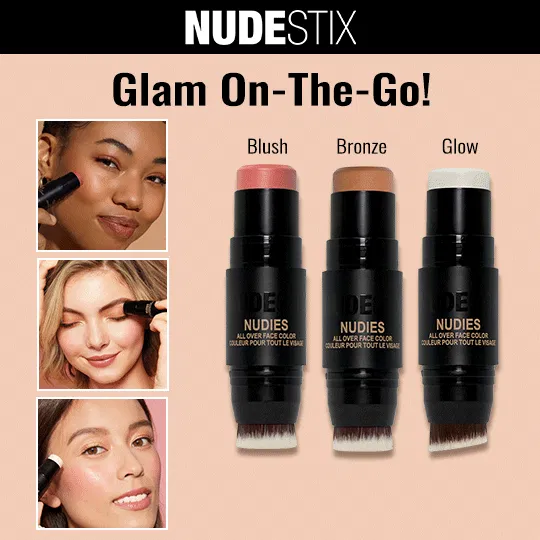 NUDESTIX
Glam On-The-Go!
Blush
Bronze
Glow
NUDIES
ALL OVER FACE COLOR
COULEUR POUR TOUT LE VISAGE
NUDIES
ALL OVER FACE COLOR
COULEUR POUR TOUT LE VISAGE
NUDIES
ALL OVER FACE COLOR
COULEUR POUR TOUT LE VISAGE